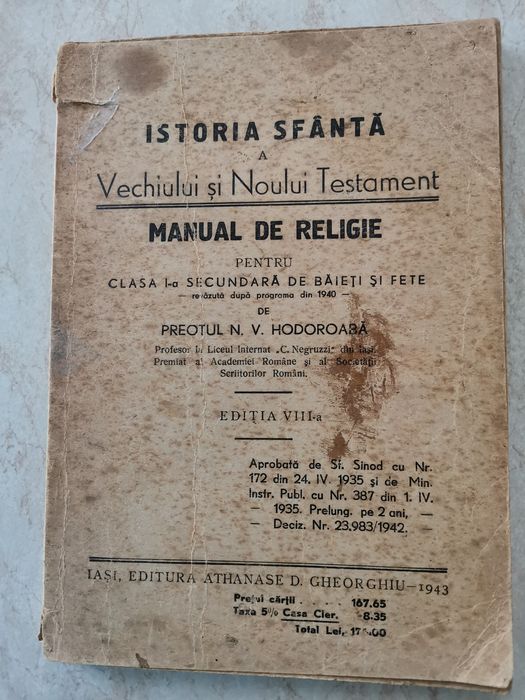 ISTORIA SFÂNTĂ
A
Vechiului și Noului Testament
MANUAL DE RELIGIE
PENTRU
CLASA I-a SECUNDARĂ DE BĂIEȚI ȘI FETE
— revăzută după programa din 1940 —
DE
PREOTUL N. V. HODOROABĂ
Profesor la Liceul Internat „C. Negruzzi" din Iași.
Premiat al Academiei Române și al Societății
Scriitorilor Români.
EDIȚIA VIII-a
Aprobată de Sf. Sinod cu Nr.
172 din 24. IV. 1935 și de Min.
Instr. Publ. cu Nr. 387 din 1. IV.
— 1935. Prelung. pe 2 ani, —
— Deciz. Nr. 23.983/1942. —
IAȘI, EDITURA ATHANASE D. GHEORGHIU—1943
Prețul cărții . . . 167.65
Taxa 5% Casa Cler. 8.35
Total Lei,